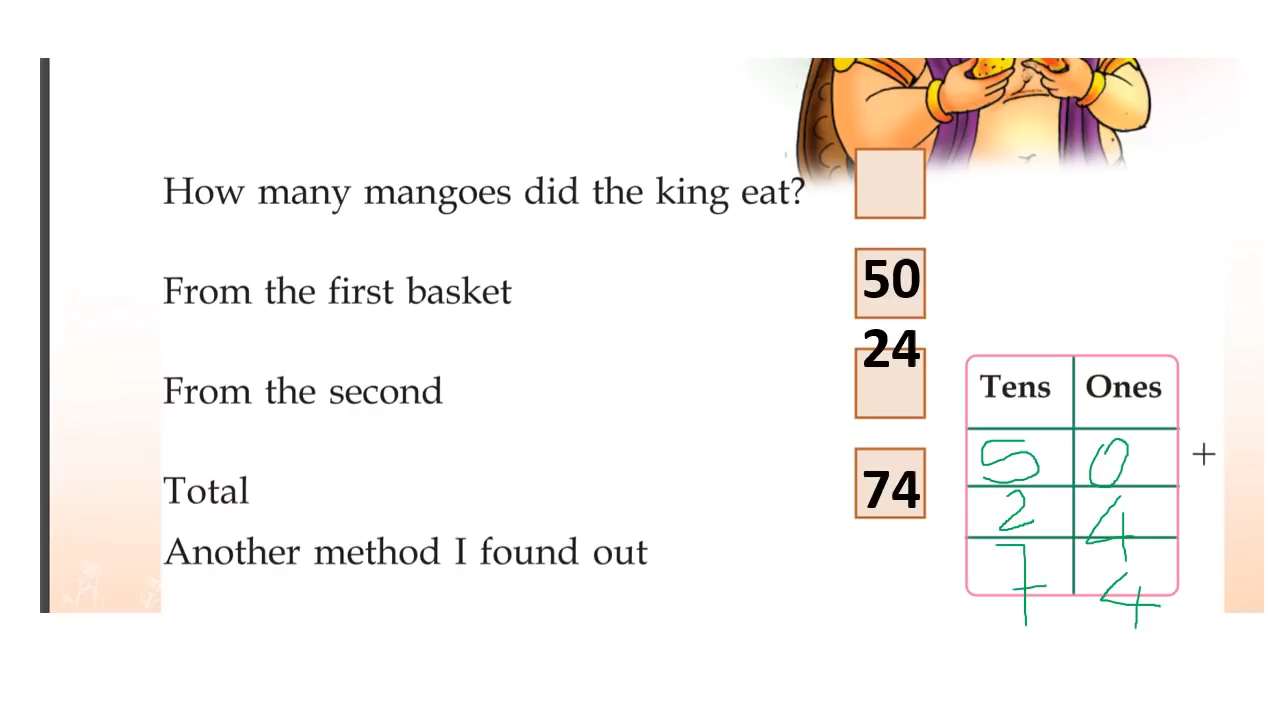 How many mangoes did the king eat?
From the first basket 50
From the second 24
Total 74
Another method I found out
Tens Ones
5 0 +
2 4
7 4